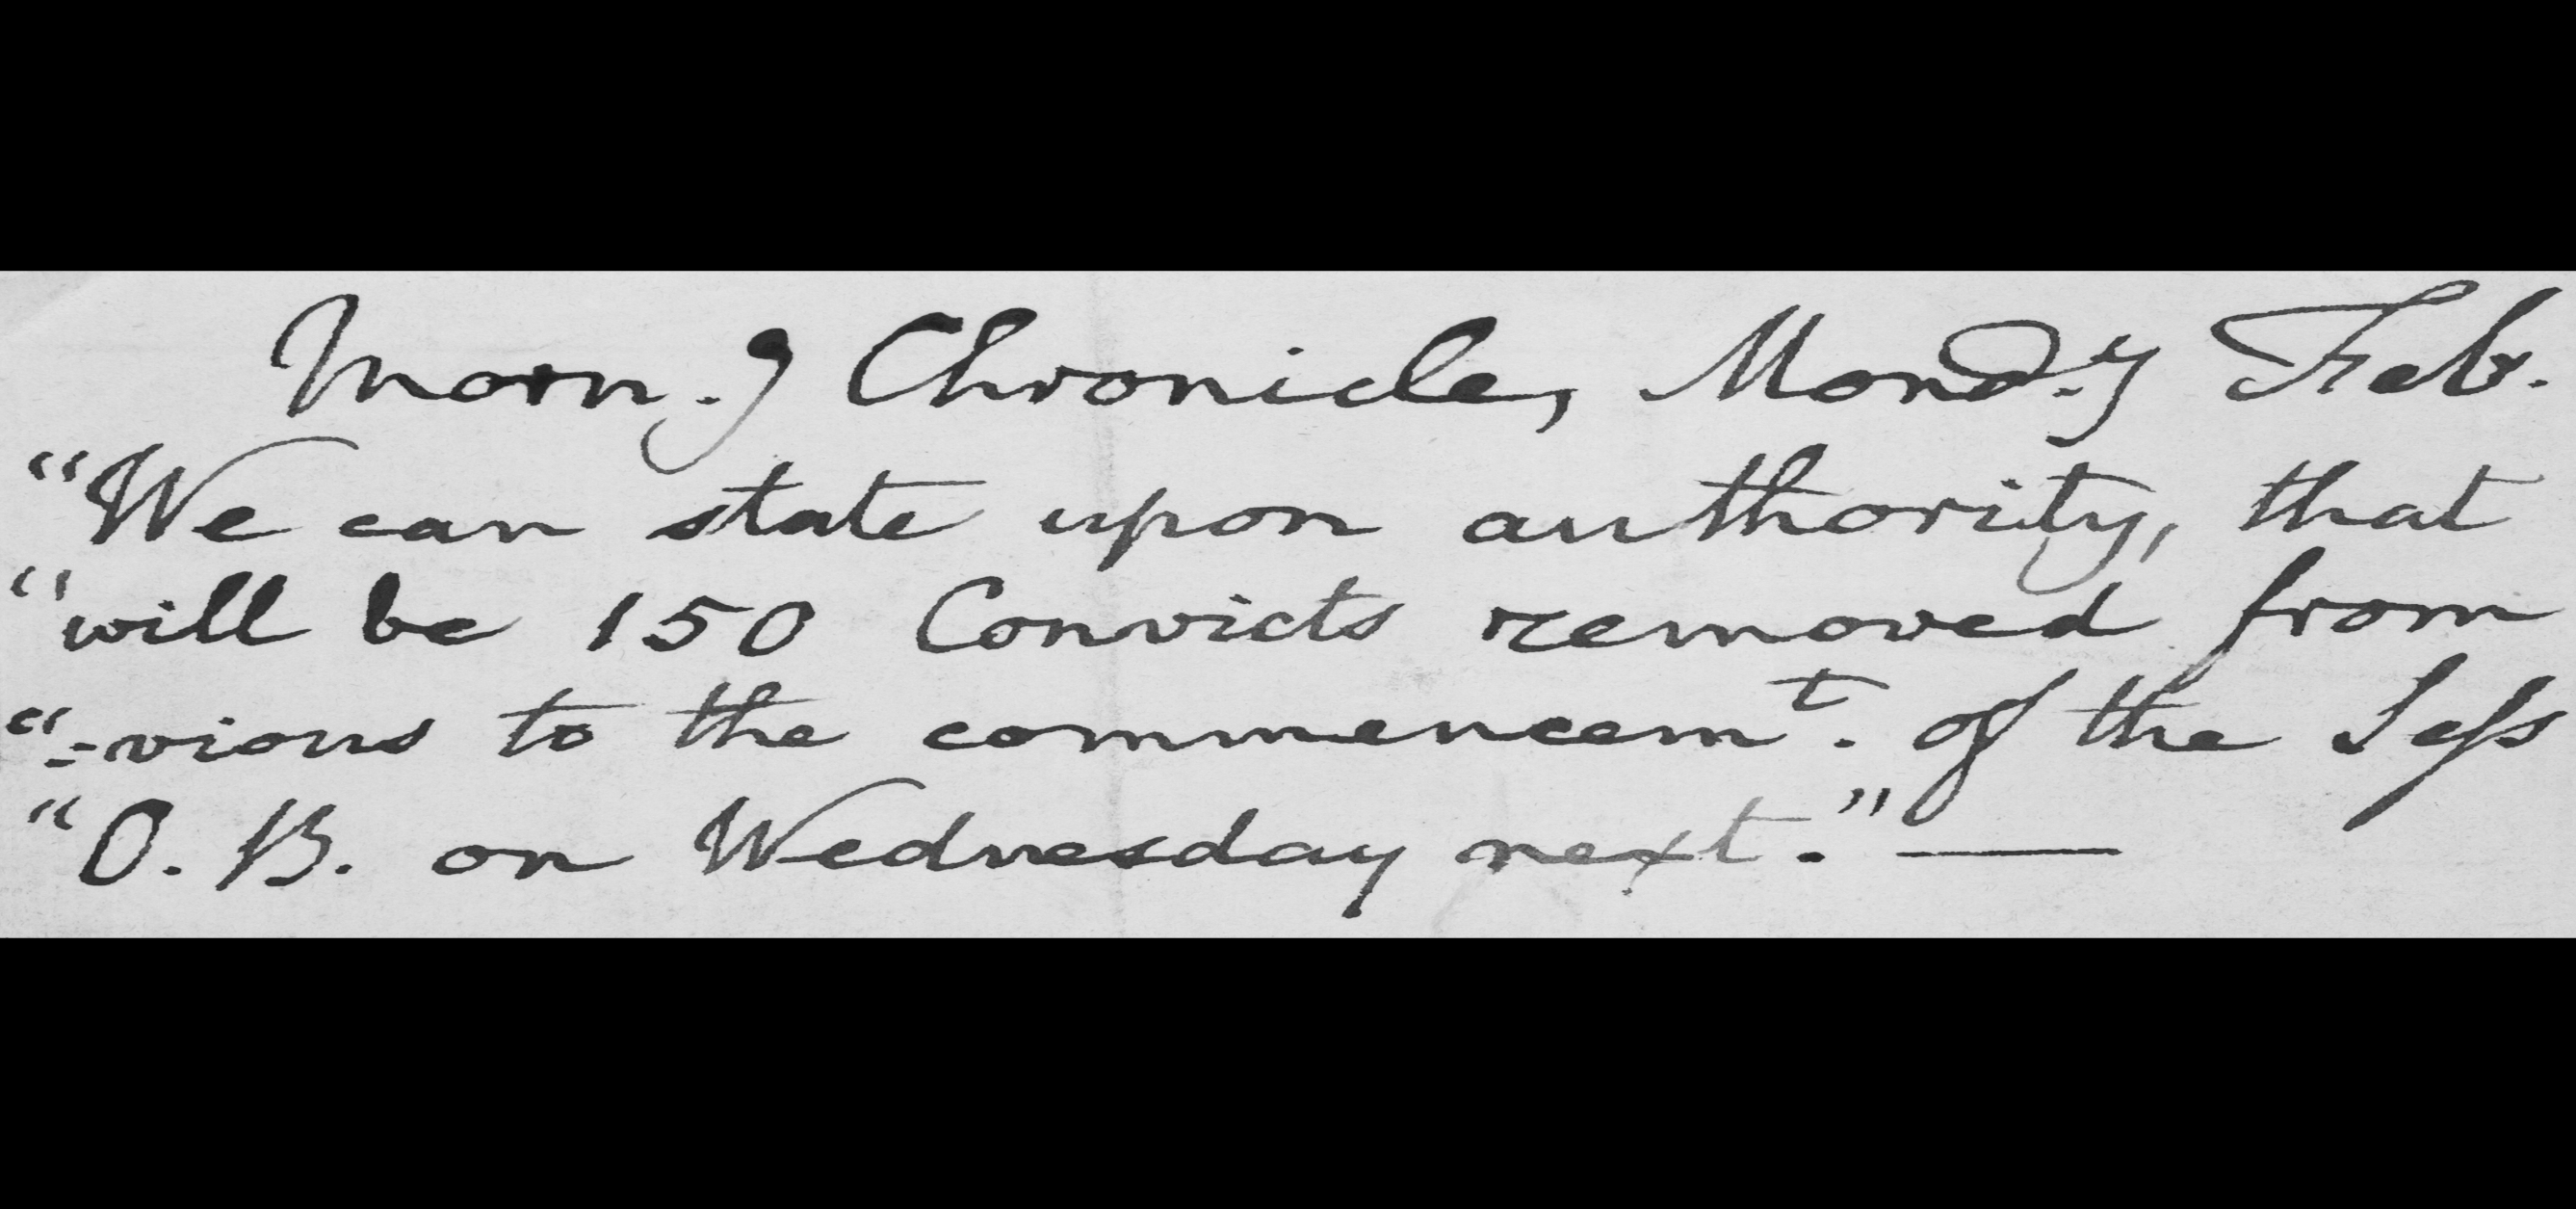 Morn.g Chronicle, Mond.y Feb.
"We can state upon authority, that
"will be 150 Convicts removed from
"=vious to the commencemt. of the Sess
"O. B. on Wednesday next." —